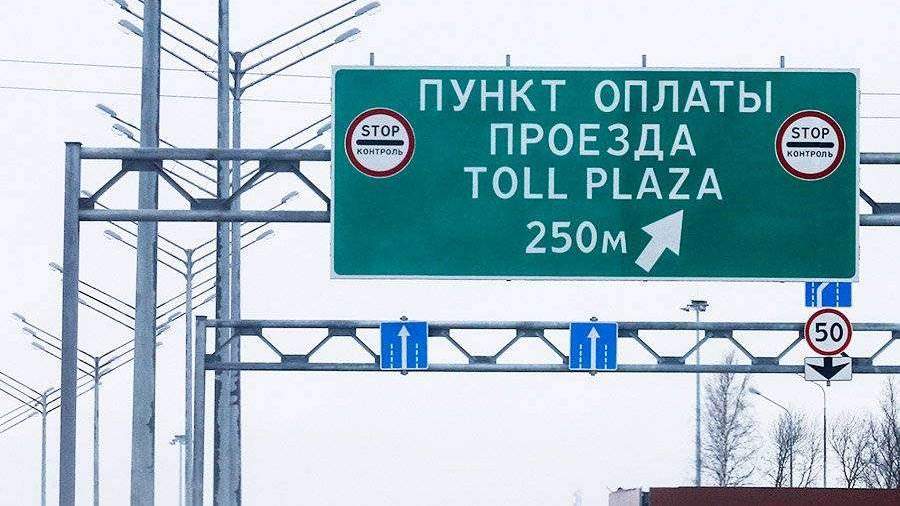 ПУНКТ ОПЛАТЫ
ПРОЕЗДА
TOLL PLAZA
250м
STOP
КОНТРОЛЬ
STOP
КОНТРОЛЬ
50